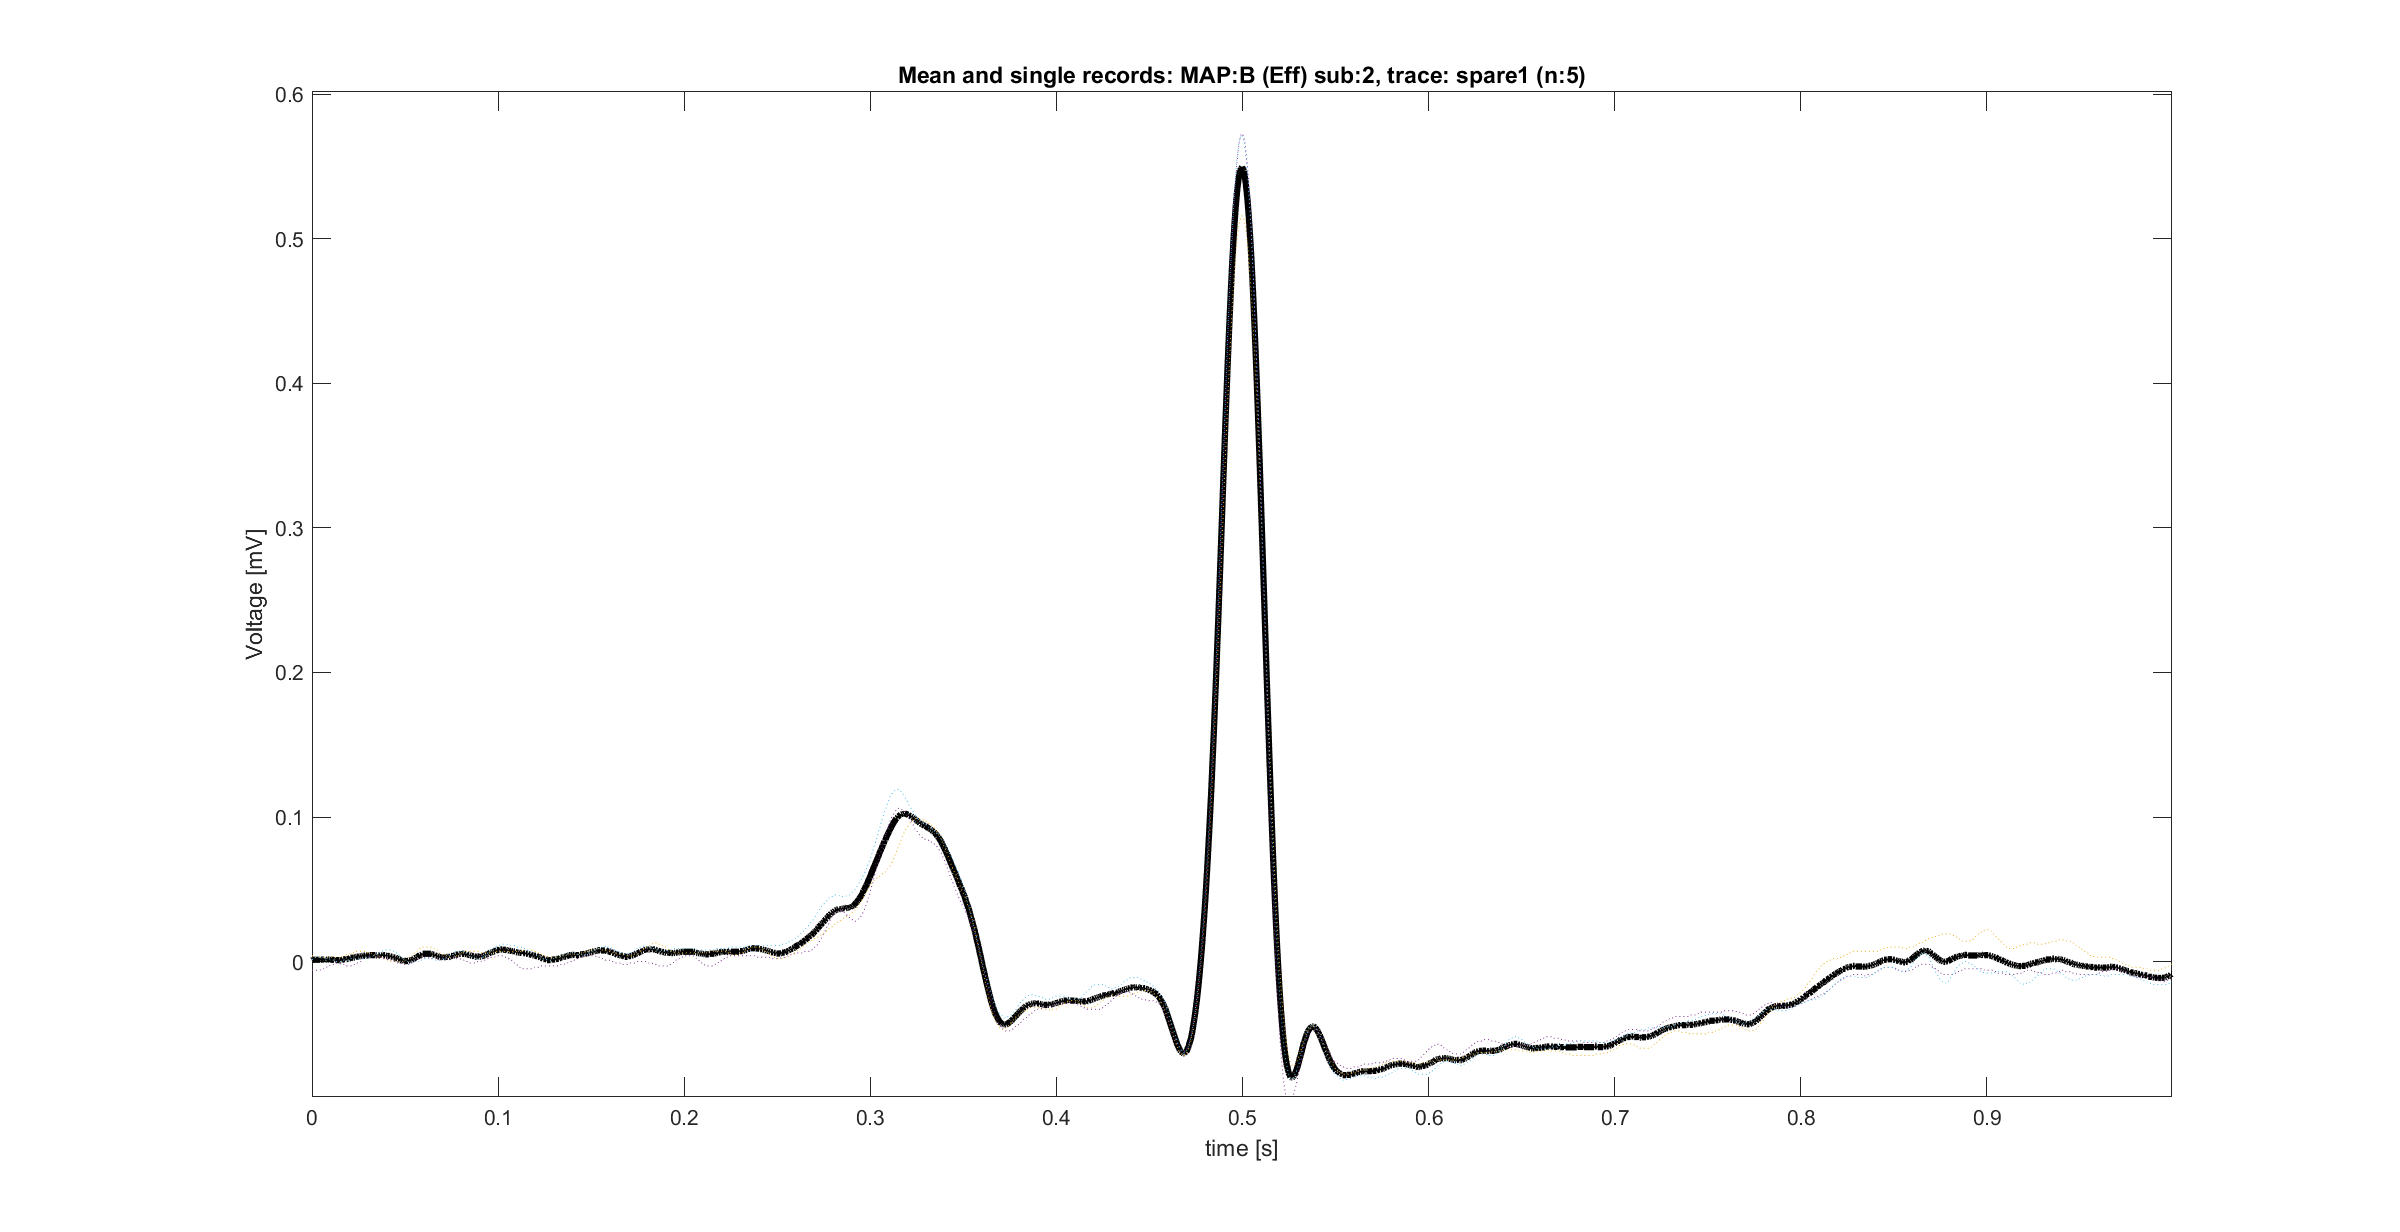 Mean and single records: MAP:B (Eff) sub:2, trace: spare1 (n:5)
0.6
0.5
0.4
0.3
0.2
0.1
0
Voltage [mV]
0 0.1 0.2 0.3 0.4 0.5 0.6 0.7 0.8 0.9
time [s]